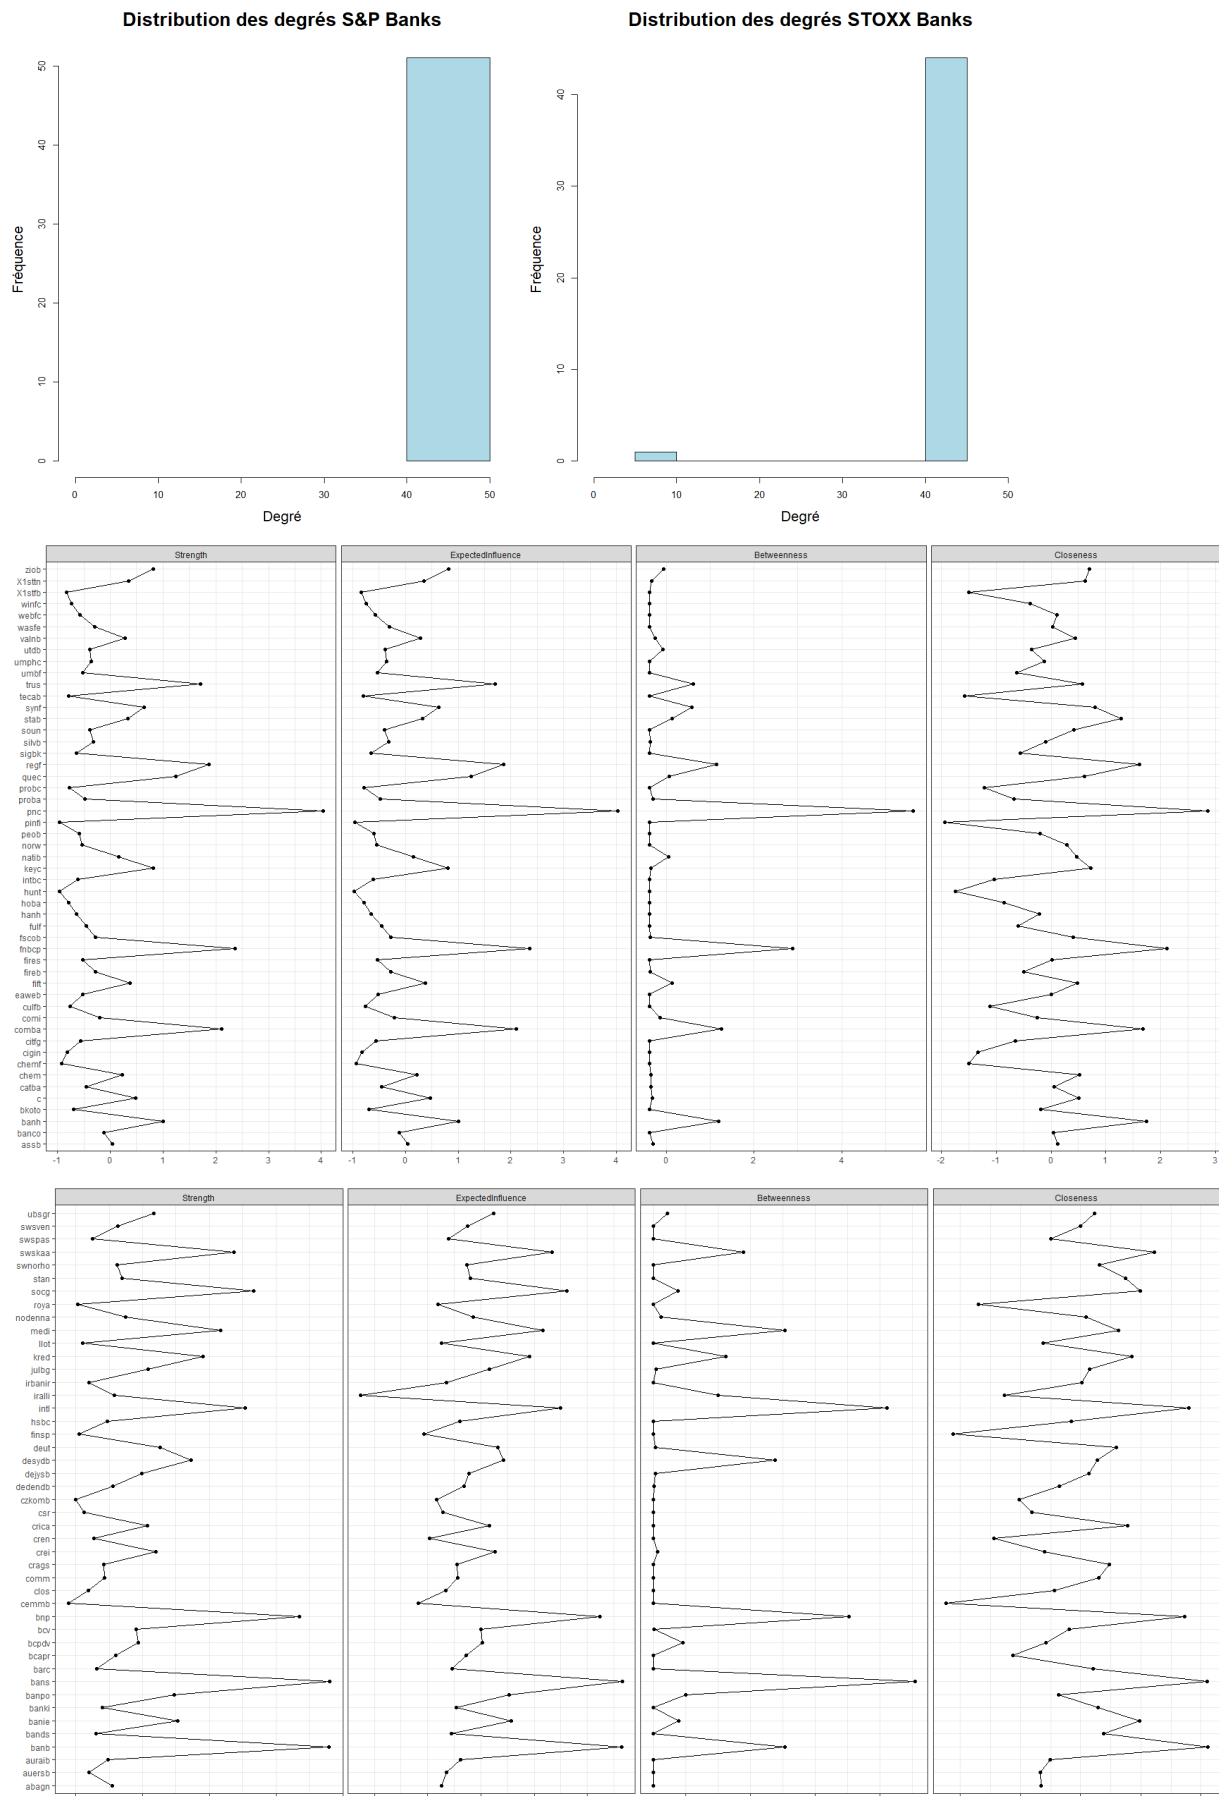 Distribution des degrés S&P Banks
Distribution des degrés STOXX Banks
Fréquence
0 10 20 30 40 50
0 10 20 30 40 50
Degré
Fréquence
0 10 20 30 40
0 10 20 30 40 50
Degré
Strength ExpectedInfluence Betweenness Closeness
ziob
X1sttn
X1stfb
winfc
webfc
wasfe
valnb
utdb
umphc
umbf
trus
tecab
synf
stab
soun
silvb
sigbk
regf
quec
probc
proba
pnc
pinfi
peob
norw
natib
keyc
intbc
hunt
hoba
hanh
fulf
fscob
fnbcp
fires
fireb
fift
eaweb
culfb
comi
comba
citfg
cigin
chemf
chem
catba
c
bkoto
banh
banco
assb
-1 0 1 2 3 4 -1 0 1 2 3 4 0 2 4 -2 -1 0 1 2 3
Strength ExpectedInfluence Betweenness Closeness
ubsgr
swsven
swspas
swskaa
swnorho
stan
socg
roya
nodenna
medi
llot
kred
julbg
irbanir
iralli
intl
hsbc
finsp
deut
desydb
dejysb
dedendb
czkomb
csr
crica
cren
crei
crags
comm
clos
cemmb
bnp
bcv
bcpdv
bcapr
barc
bans
banpo
banki
banie
bands
banb
auraib
auersb
abagn